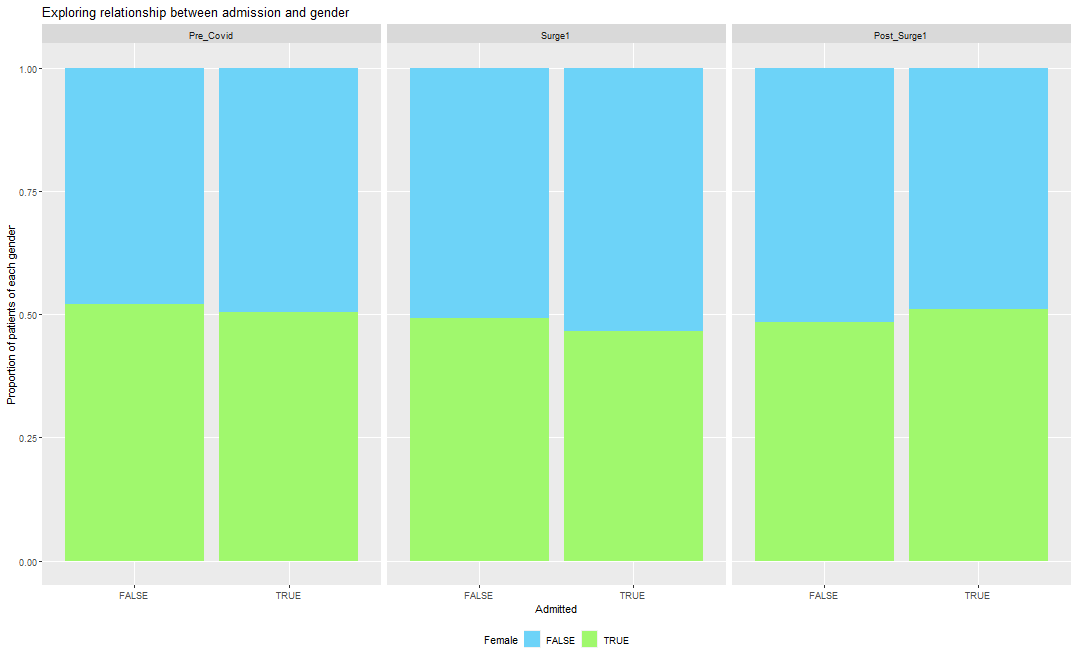 Exploring relationship between admission and gender
Pre_Covid
Surge1
Post_Surge1
Proportion of patients of each gender
1.00
0.75
0.50
0.25
0.00
FALSE
TRUE
FALSE
TRUE
FALSE
TRUE
Admitted
Female FALSE TRUE